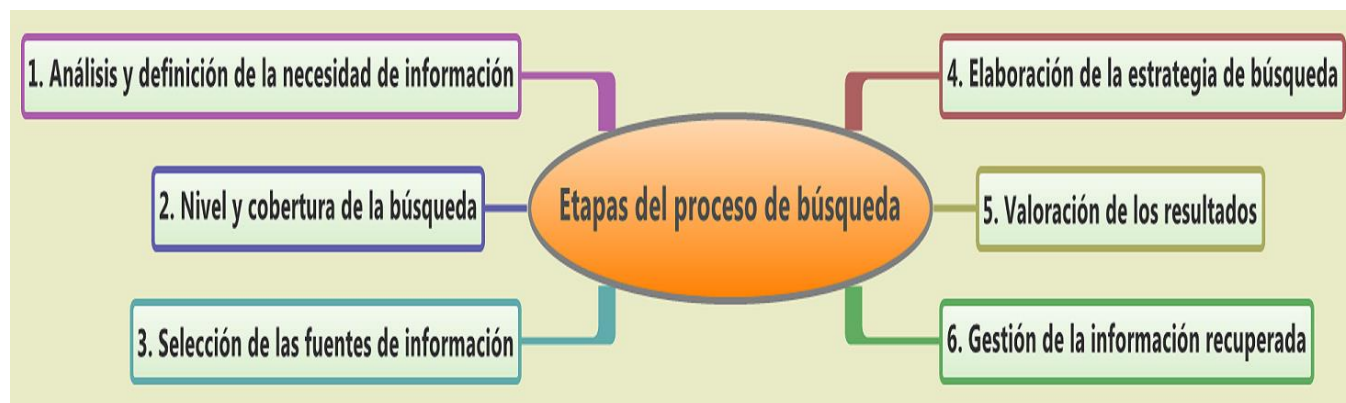 1. Análisis y definición de la necesidad de información
2. Nivel y cobertura de la búsqueda
3. Selección de las fuentes de información
Etapas del proceso de búsqueda
4. Elaboración de la estrategia de búsqueda
5. Valoración de los resultados
6. Gestión de la información recuperada